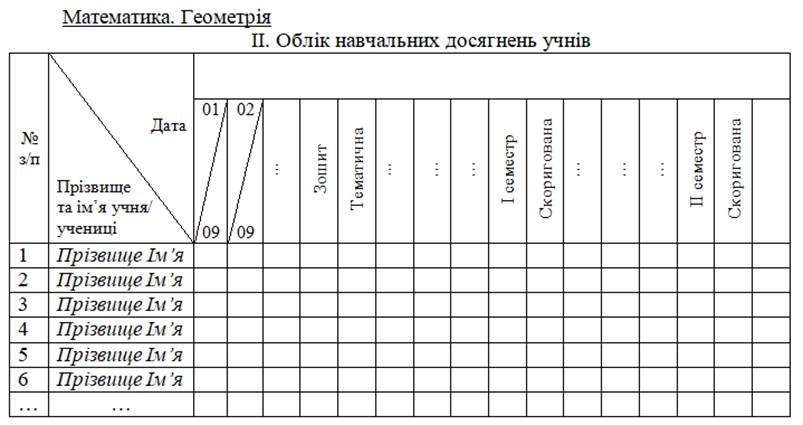 Математика. Геометрія
ІІ. Облік навчальних досягнень учнів
№
з/п
Дата
Прізвище
та ім’я учня/
учениці
01
09
02
09
...
Зошит
Тематична
...
...
...
І семестр
Скоригована
...
...
...
ІІ семестр
Скоригована
1 Прізвище Ім’я
2 Прізвище Ім’я
3 Прізвище Ім’я
4 Прізвище Ім’я
5 Прізвище Ім’я
6 Прізвище Ім’я
… …